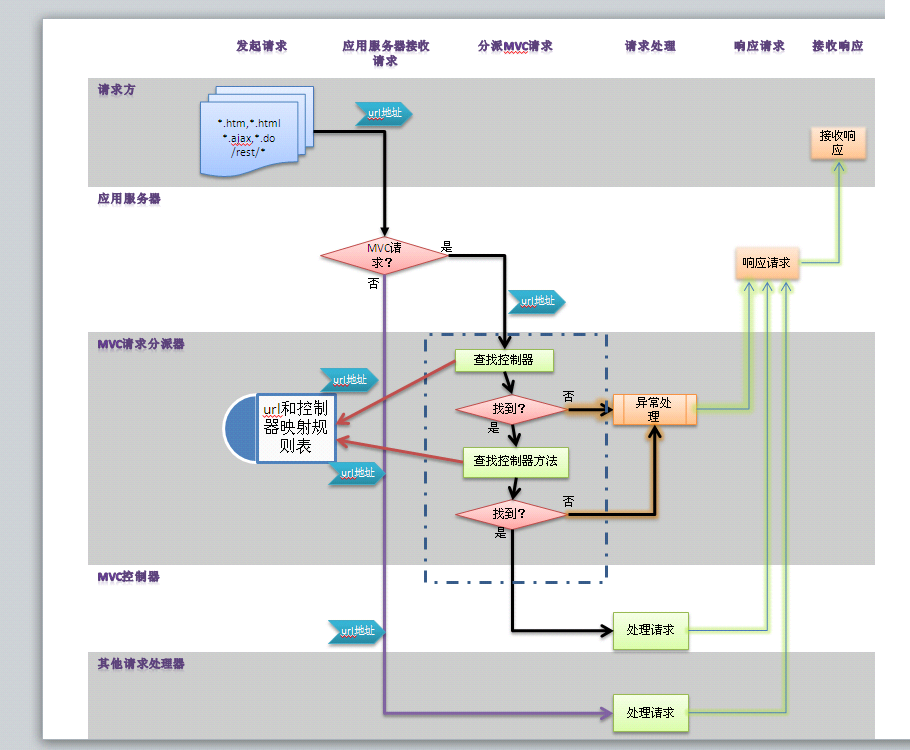 发起请求
应用服务器接收
请求
分派MVC请求
请求处理
响应请求
接收响应
请求方
*.htm,*.html
*.ajax,*.do
/rest/*
url地址
接收响
应
应用服务器
MVC请
求?
是
否
响应请求
url地址
MVC请求分派器
查找控制器
url地址
否
找到?
是
异常处
理
url和控制
器映射规
则表
查找控制器方法
url地址
否
找到?
是
MVC控制器
url地址
处理请求
其他请求处理器
处理请求